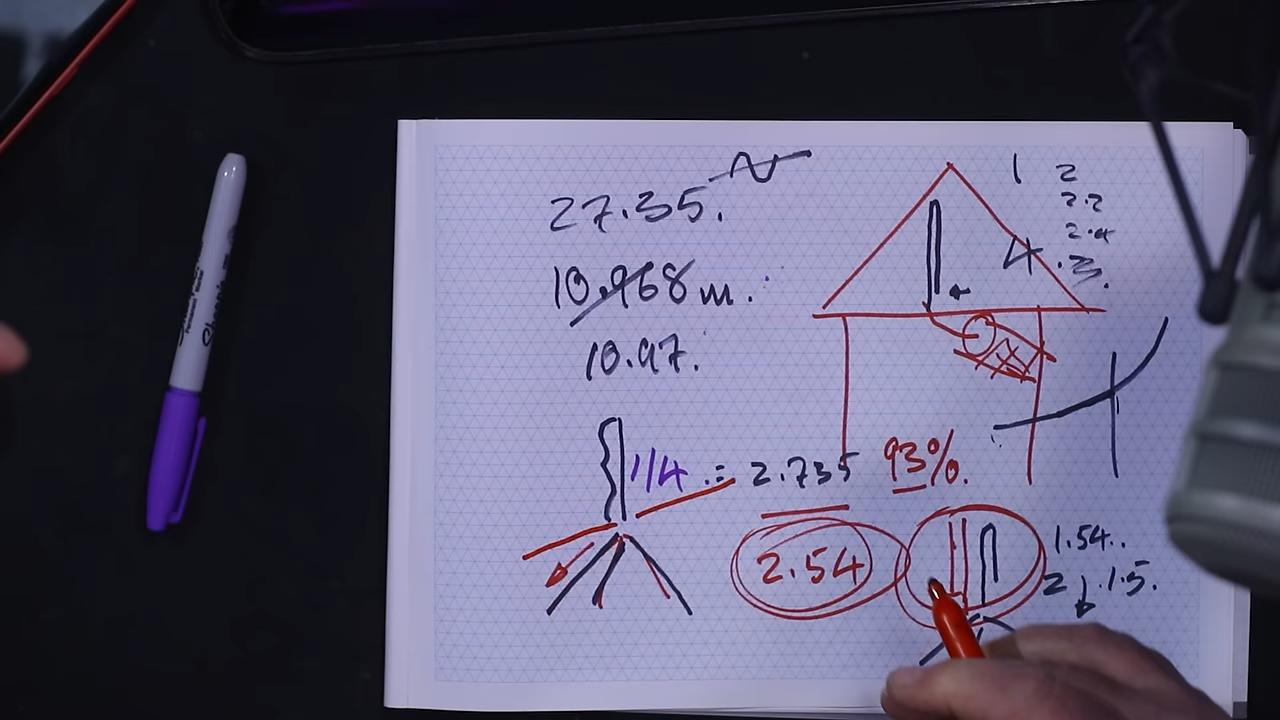 27.35.
10.968 m.
10.97.
1/4 .= 2.735 93%.
2.54
1 2
2.2
4
1.54..
2 .1.5.
Sharpie